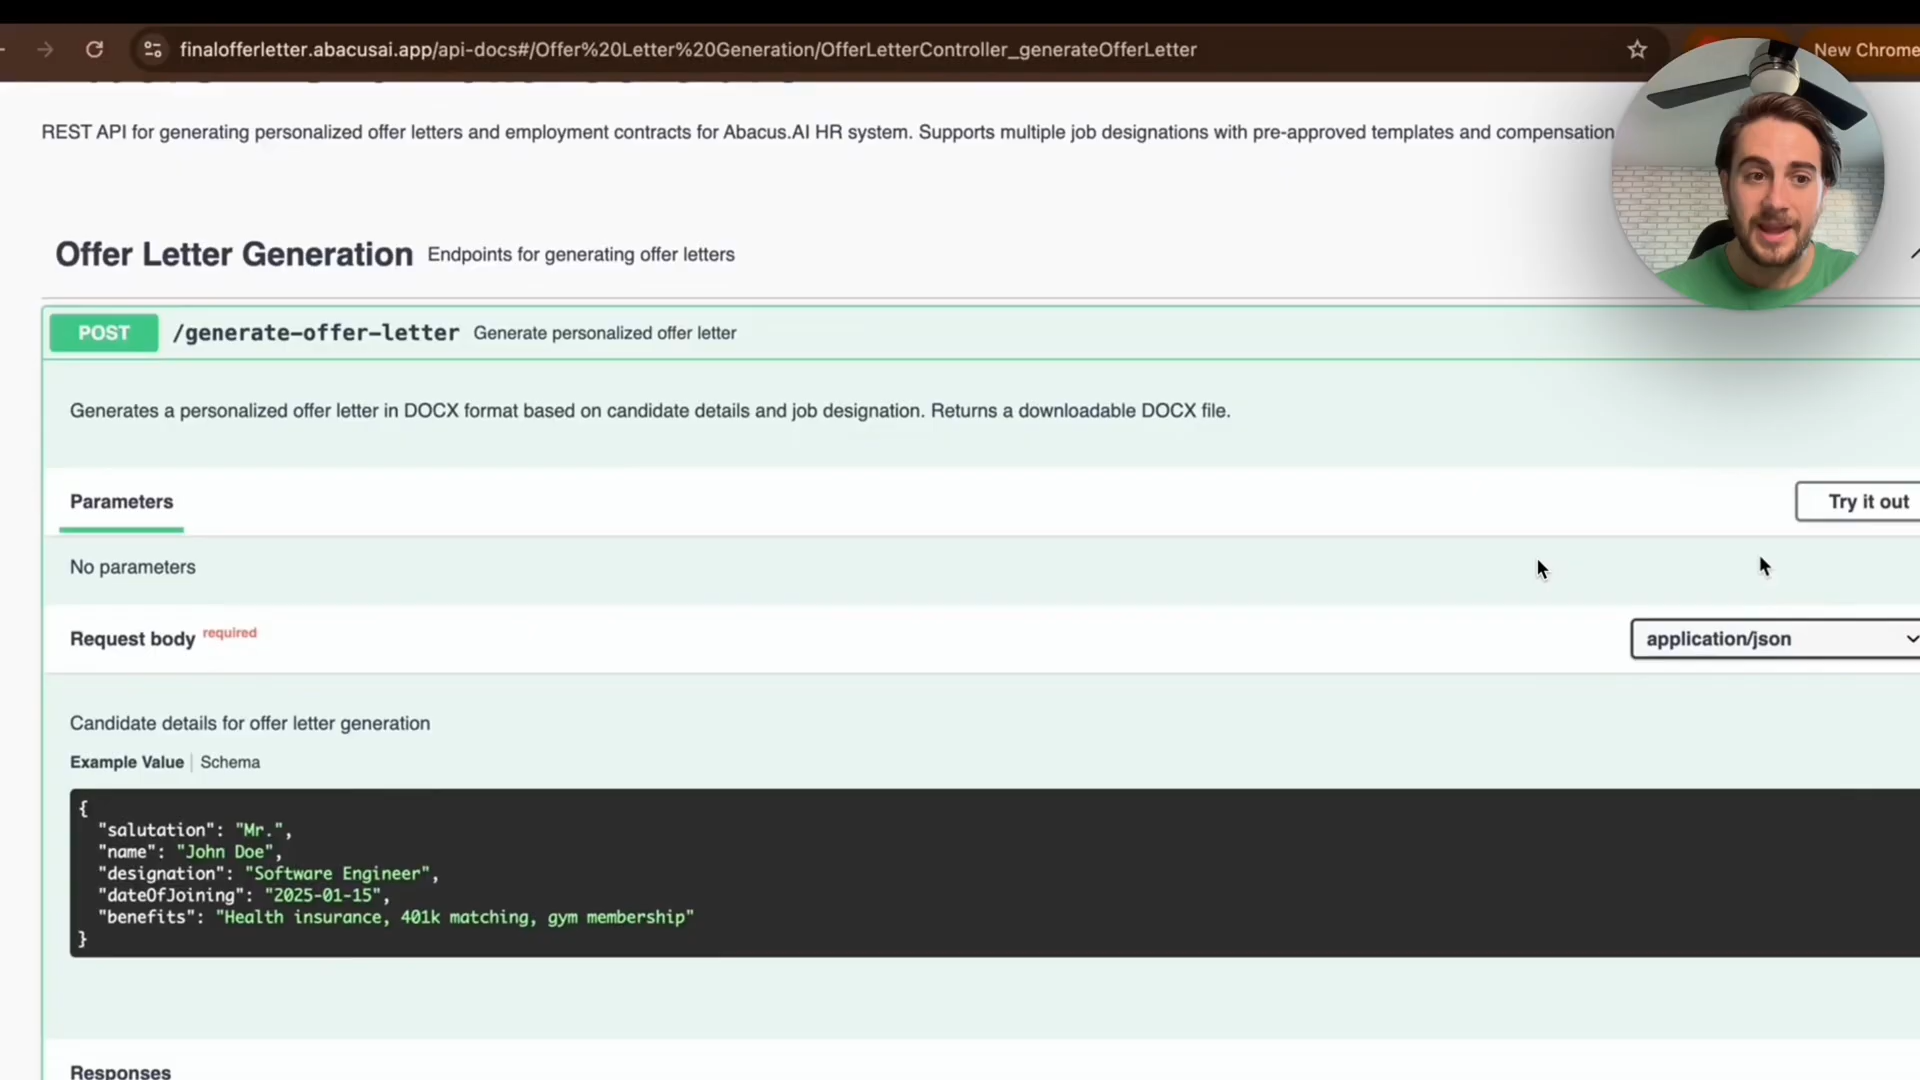 finalofferletter.abacusai.app/api-docs#/Offer%20Letter%20Generation/OfferLetterController_generateOfferLetter
New Chrome
REST API for generating personalized offer letters and employment contracts for Abacus.AI HR system. Supports multiple job designations with pre-approved templates and compensation
Offer Letter Generation Endpoints for generating offer letters
POST /generate-offer-letter Generate personalized offer letter
Generates a personalized offer letter in DOCX format based on candidate details and job designation. Returns a downloadable DOCX file.
Parameters
Try it out
No parameters
Request body required
application/json
Candidate details for offer letter generation
Example Value | Schema
{
"salutation": "Mr.",
"name": "John Doe",
"designation": "Software Engineer",
"dateOfJoining": "2025-01-15",
"benefits": "Health insurance, 401k matching, gym membership"
}
Responses